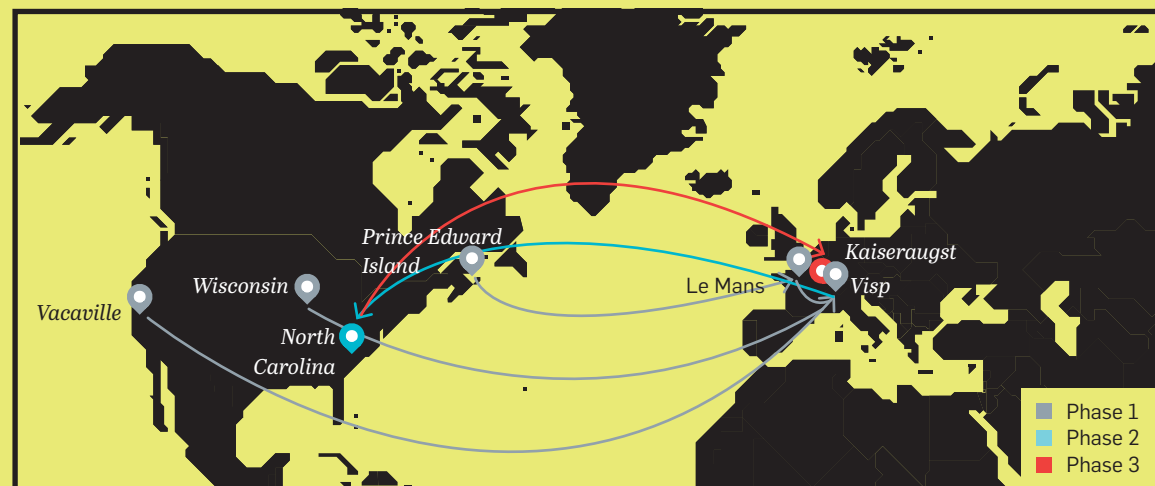 Prince Edward
Island
Kaiseraugst
Wisconsin
Le Mans
Visp
Vacaville
North
Carolina
Phase 1
Phase 2
Phase 3